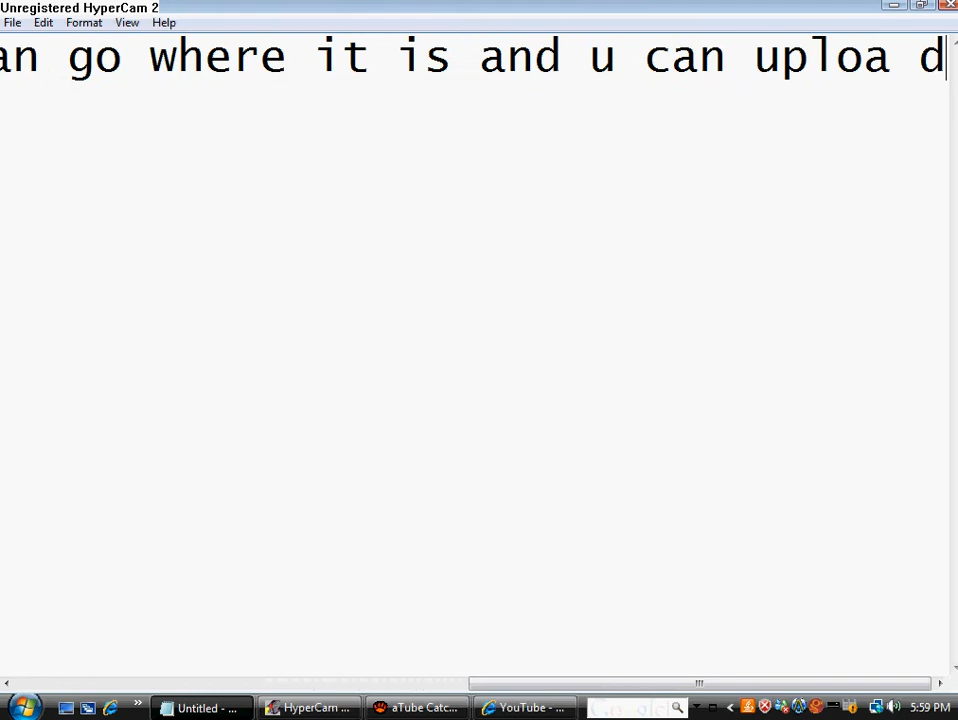 Unregistered HyperCam 2
File Edit Format View Help
an go where it is and u can uploa d
Untitled - ... HyperCam ... aTube Catc... YouTube - ... 5:59 PM